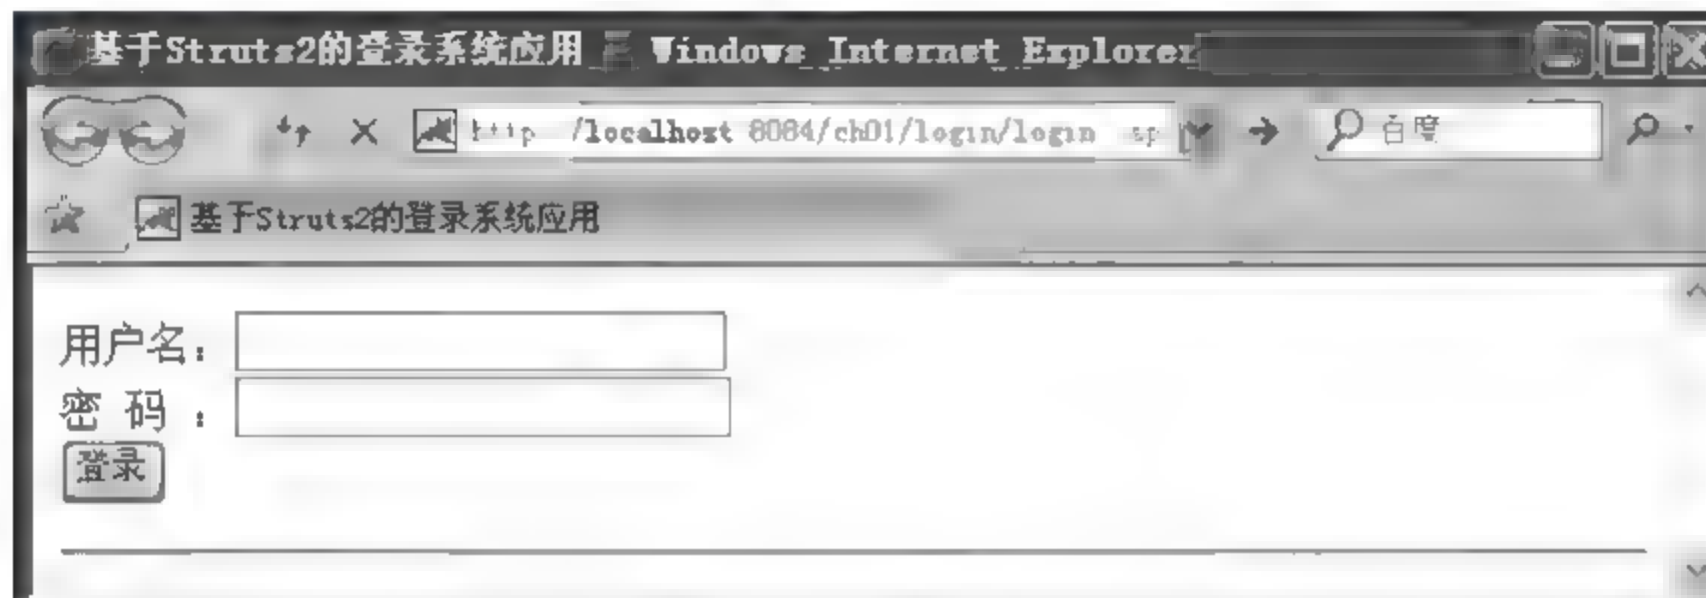 基于Struts2的登录系统应用 Windows Internet Explorer
/localhost 8084/ch01/login/login 百度
基于Struts2的登录系统应用
用户名：
密 码 ：
登录